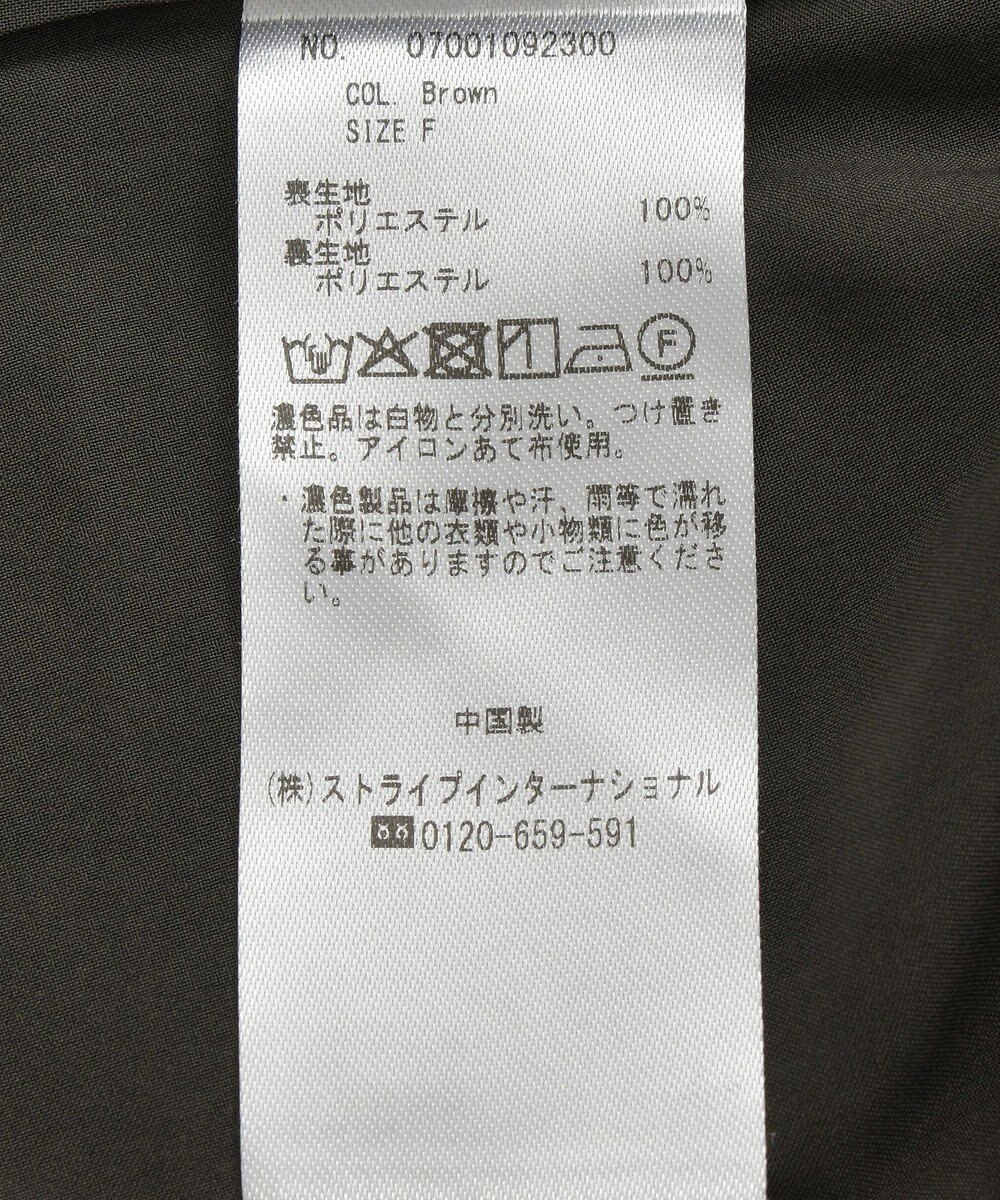 NO. 07001092300
COL. Brown
SIZE F
表生地
ポリエステル 100%
裏生地
ポリエステル 100%
F
濃色品は白物と分別洗い。つけ置き
禁止。アイロンあて布使用。
・濃色製品は摩擦や汗、雨等で濡れ
た際に他の衣類や小物類に色が移
る事がありますのでご注意くださ
い。
中国製
(株)ストライプインターナショナル
0120-659-591